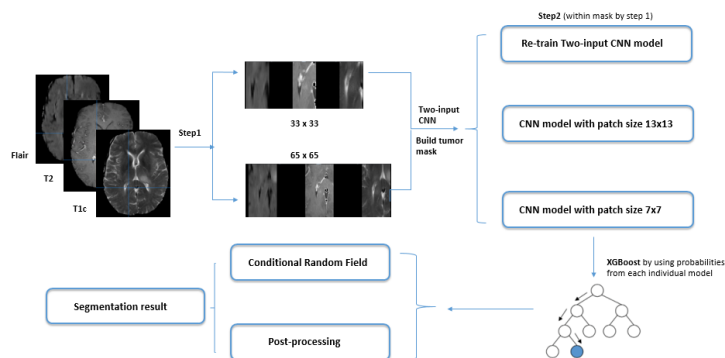 Step2 (within mask by step 1)
Re-train Two-input CNN model
Flair
T2
T1c
Step1
33 x 33
65 x 65
Two-input
CNN
Build tumor
mask
CNN model with patch size 13x13
CNN model with patch size 7x7
XGBoost by using probabilities
from each individual model
Conditional Random Field
Segmentation result
Post-processing